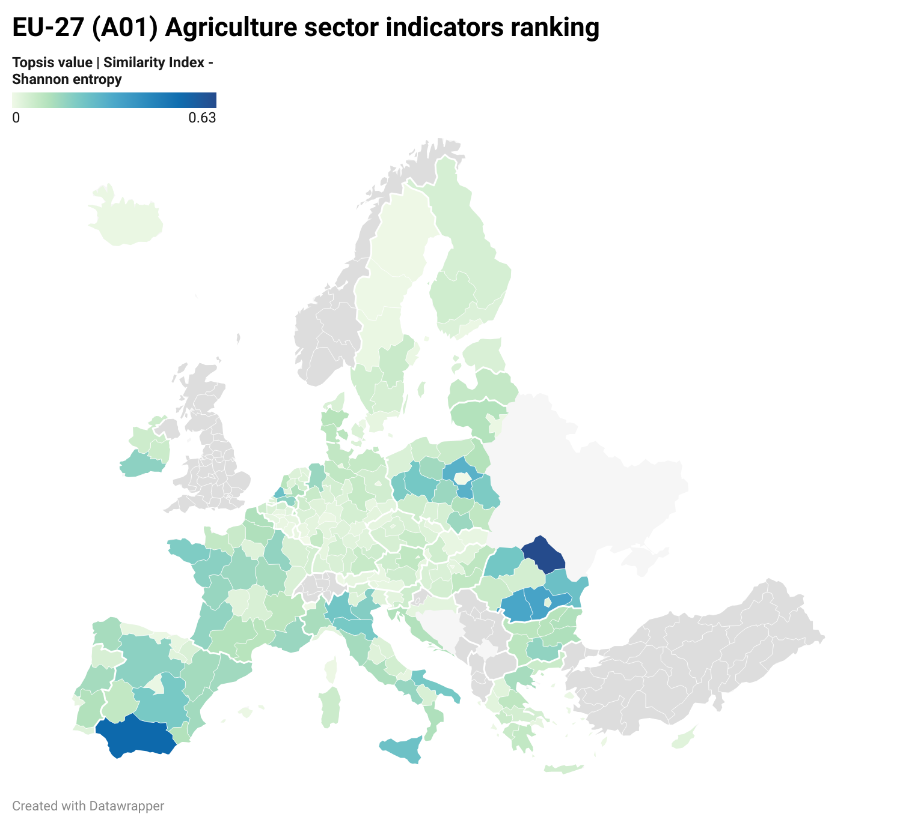 EU-27 (A01) Agriculture sector indicators ranking
Topsis value | Similarity Index -
Shannon entropy
0 0.63
Created with Datawrapper